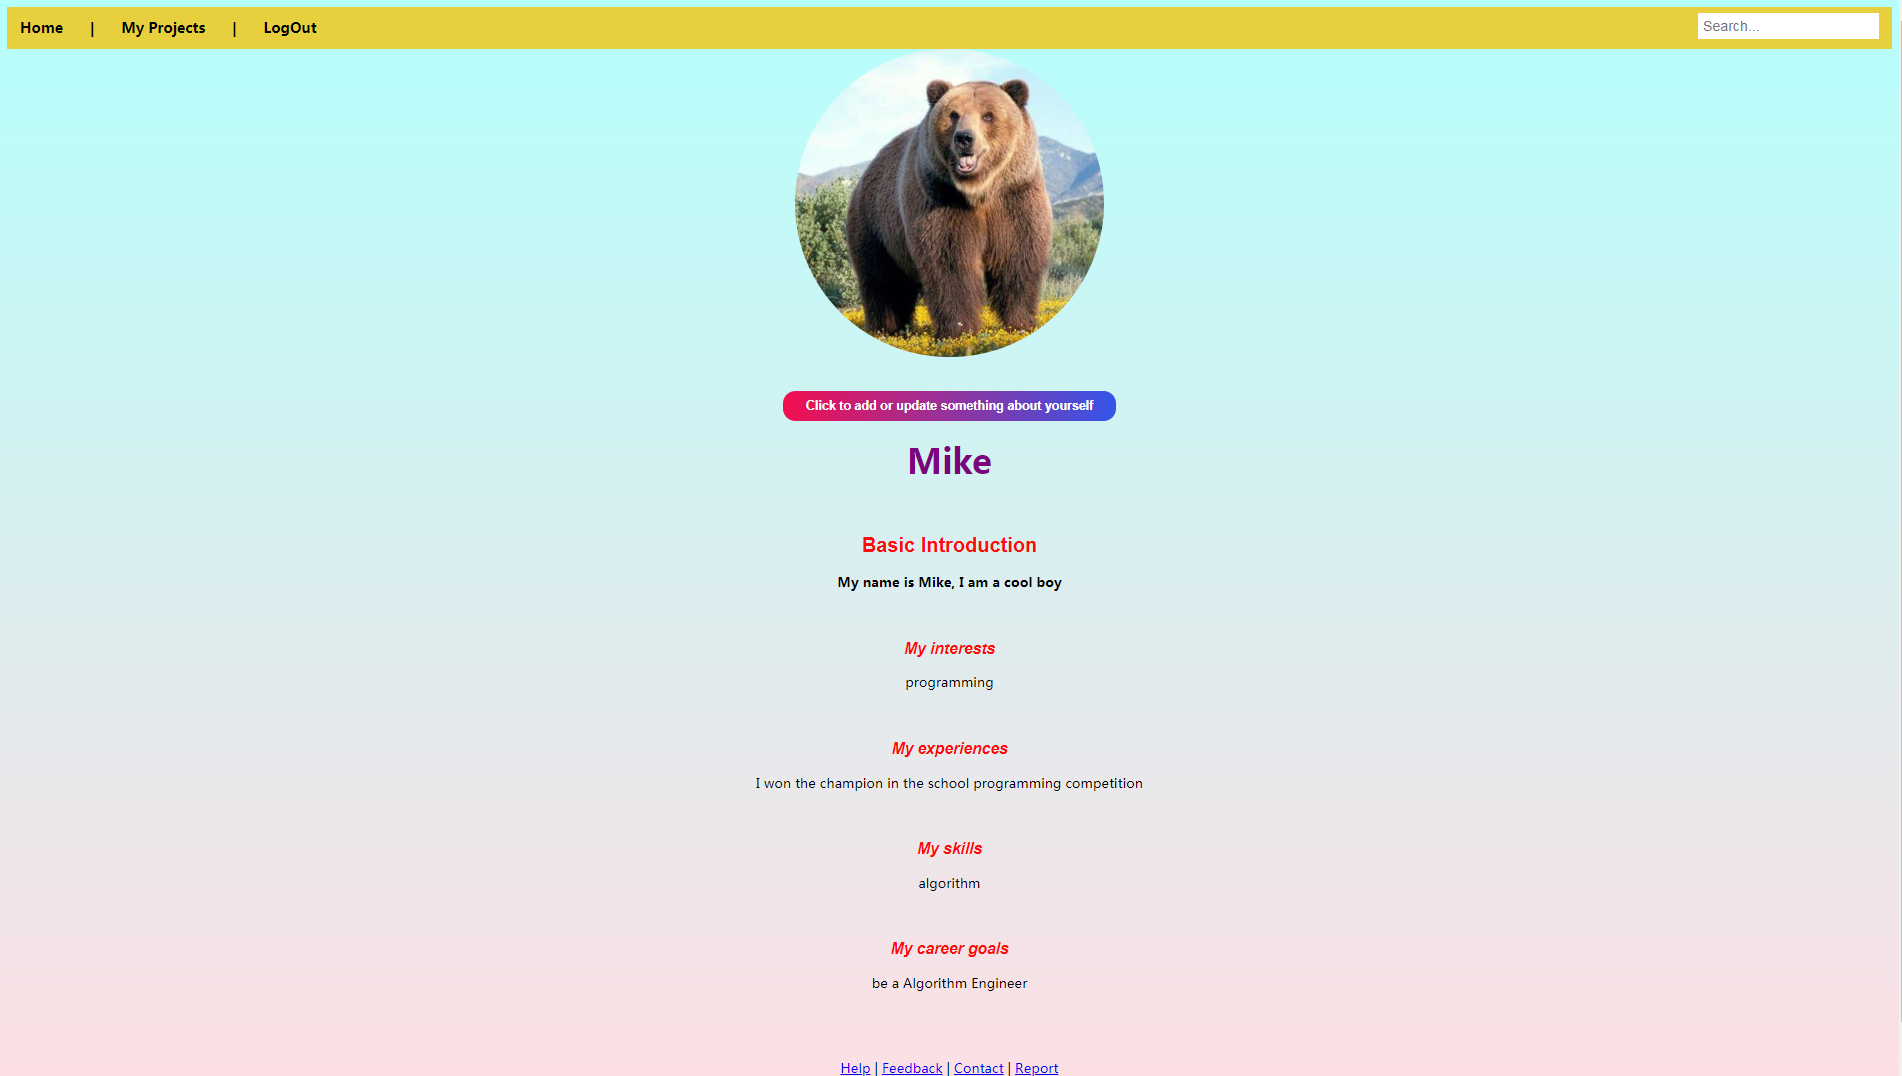 Home | My Projects | LogOut Search...
Click to add or update something about yourself
Mike
Basic Introduction
My name is Mike, I am a cool boy
My interests
programming
My experiences
I won the champion in the school programming competition
My skills
algorithm
My career goals
be a Algorithm Engineer
Help | Feedback | Contact | Report